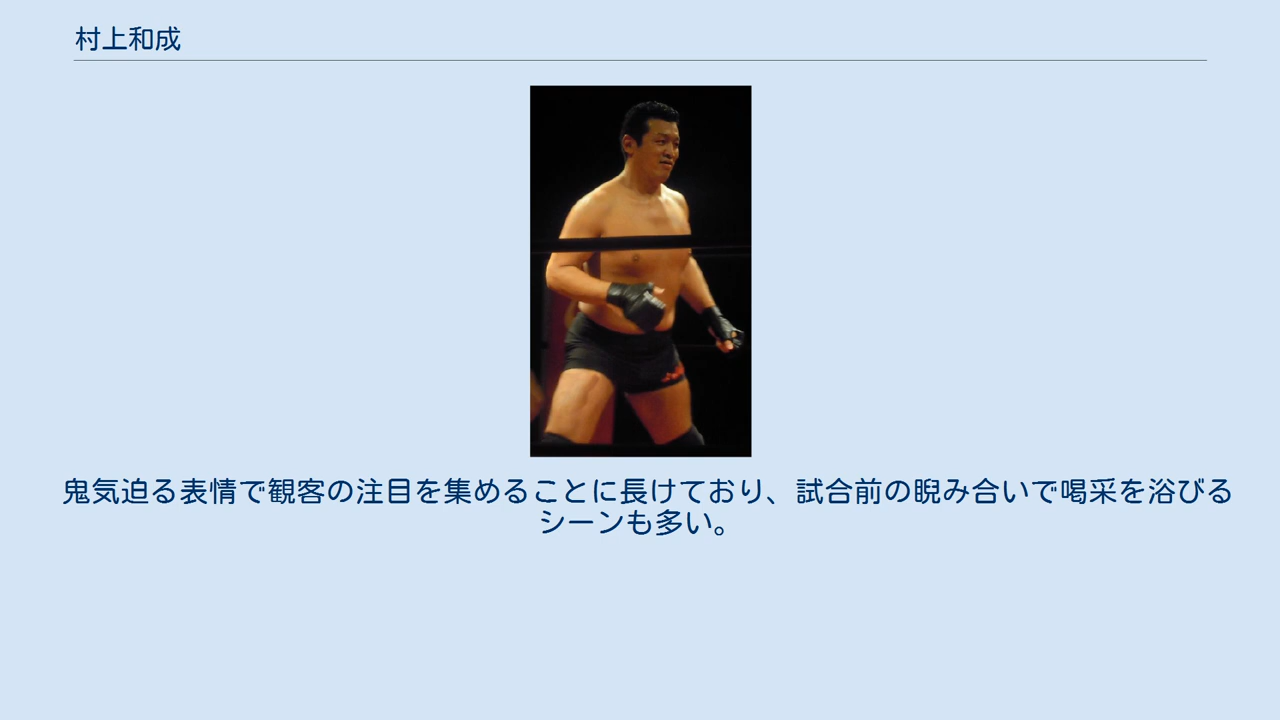 村上和成
鬼気迫る表情で観客の注目を集めることに長けており、試合前の睨み合いで喝采を浴びる
シーンも多い。